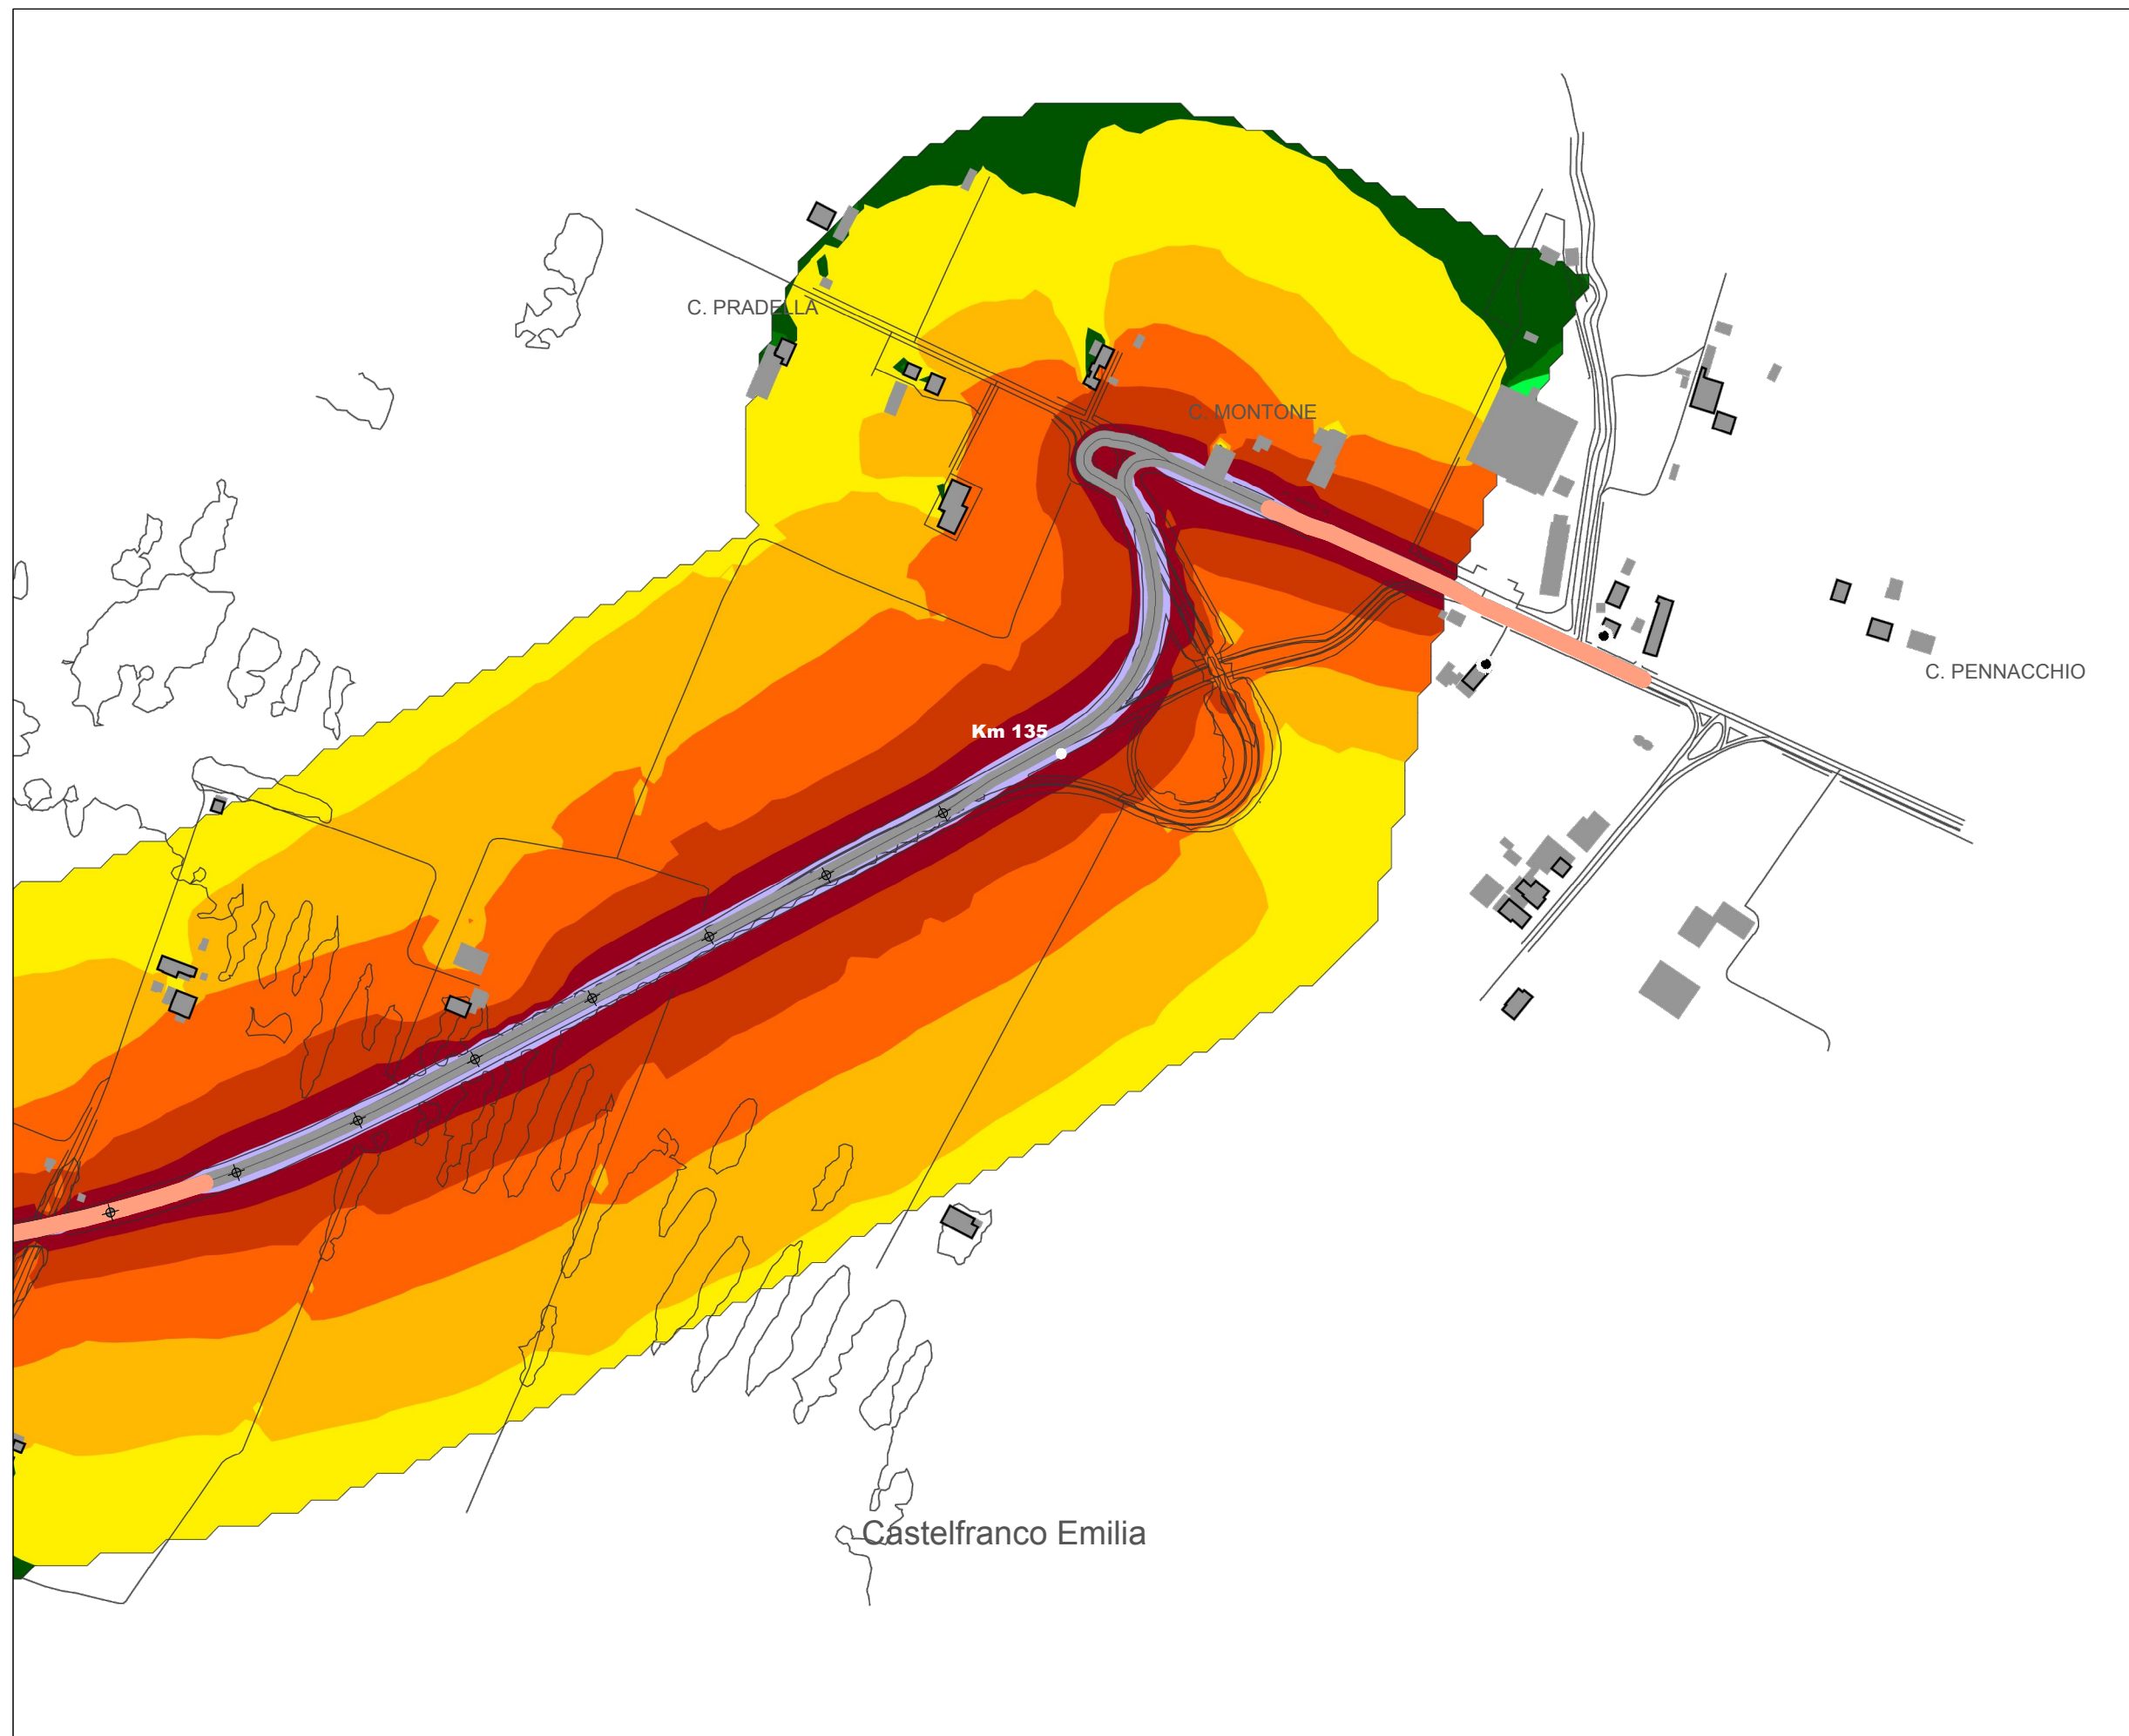 C. PRADELLA
C. MONTONE
C. PENNACCHIO
Km 135
Castelfranco Emilia